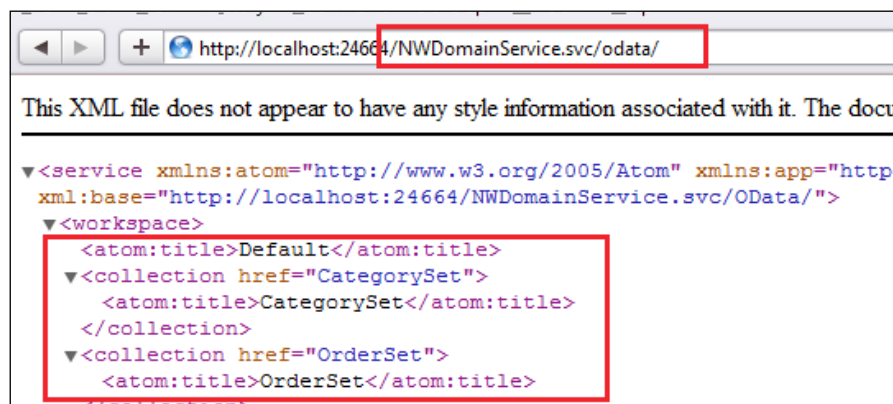 http://localhost:24664/NWDomainService.svc/odata/
This XML file does not appear to have any style information associated with it. The docu
▼<service xmlns:atom="http://www.w3.org/2005/Atom" xmlns:app="http
xml:base="http://localhost:24664/NWDomainService.svc/OData/">
▼<workspace>
<atom:title>Default</atom:title>
▼<collection href="CategorySet">
<atom:title>CategorySet</atom:title>
</collection>
▼<collection href="OrderSet">
<atom:title>OrderSet</atom:title>